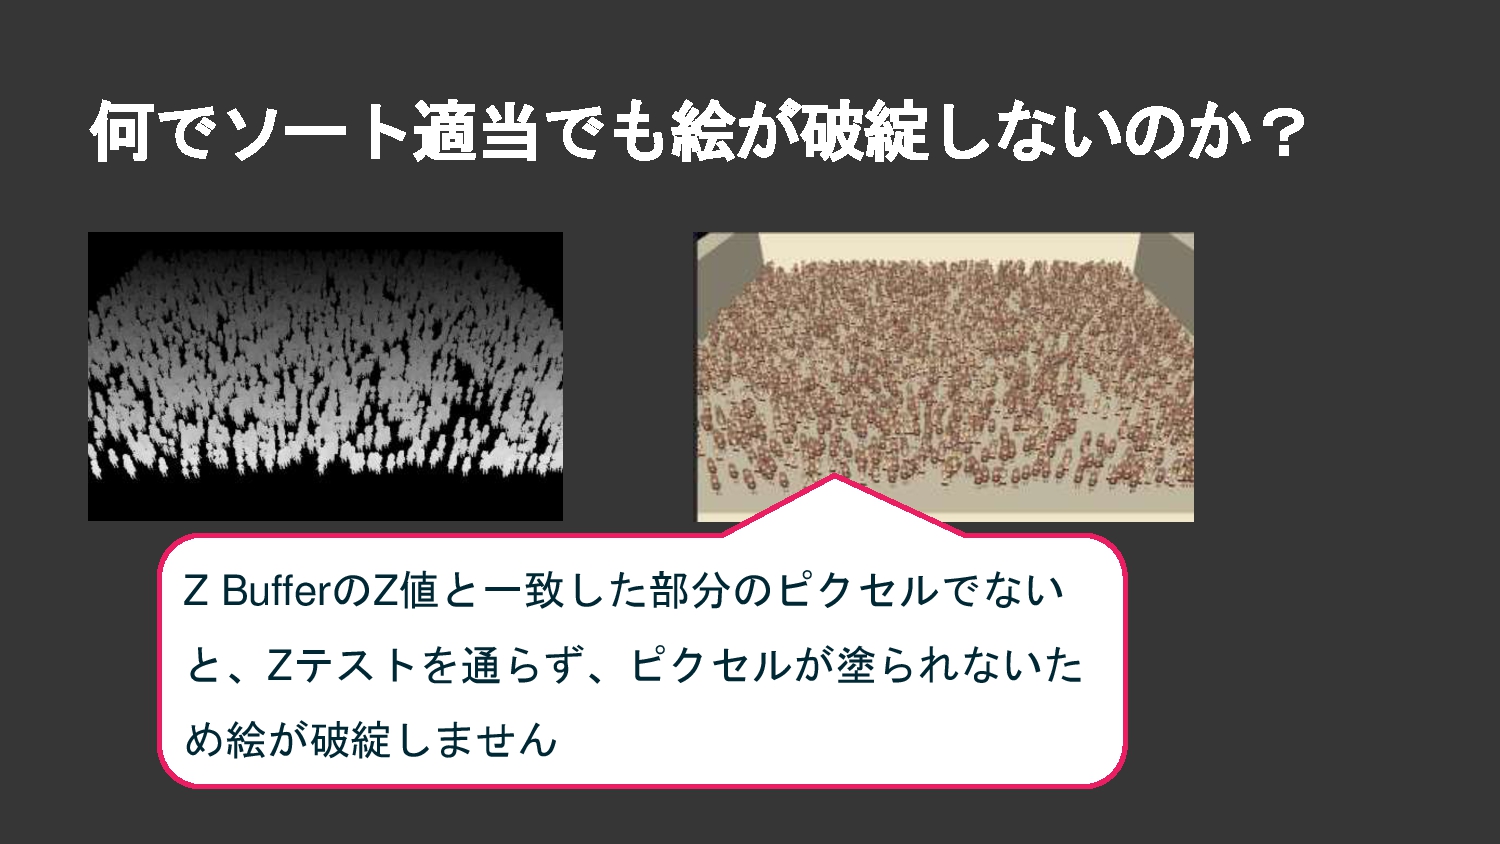 何でソート適当でも絵が破綻しないのか？
Z BufferのZ値と一致した部分のピクセルでない
と、Zテストを通らず、ピクセルが塗られないた
め絵が破綻しません